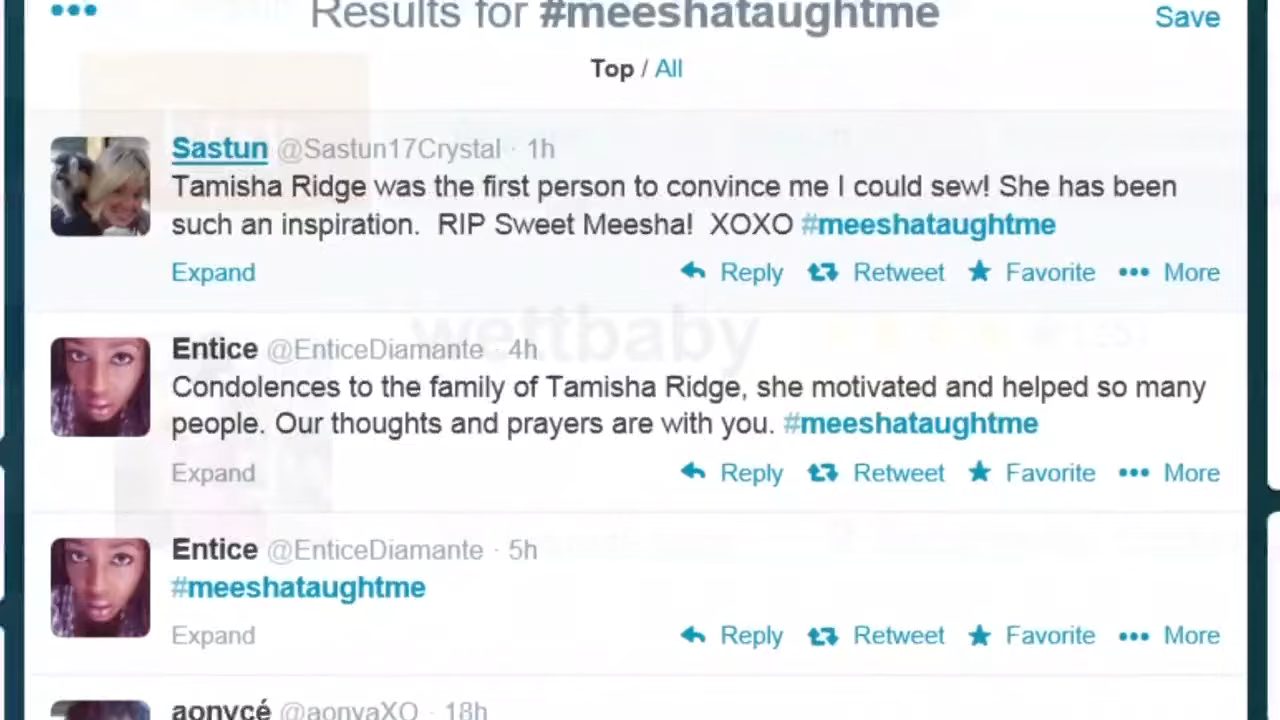 Results for #meeshataughtme
Save
Top / All
Sastun @Sastun17Crystal · 1h
Tamisha Ridge was the first person to convince me I could sew! She has been
such an inspiration. RIP Sweet Meesha! XOXO #meeshataughtme
Expand Reply Retweet Favorite More
wettbaby
Entice @EnticeDiamante · 4h
Condolences to the family of Tamisha Ridge, she motivated and helped so many
people. Our thoughts and prayers are with you. #meeshataughtme
Expand Reply Retweet Favorite More
Entice @EnticeDiamante · 5h
#meeshataughtme
Expand Reply Retweet Favorite More
aonycé @aonyaXO · 18h